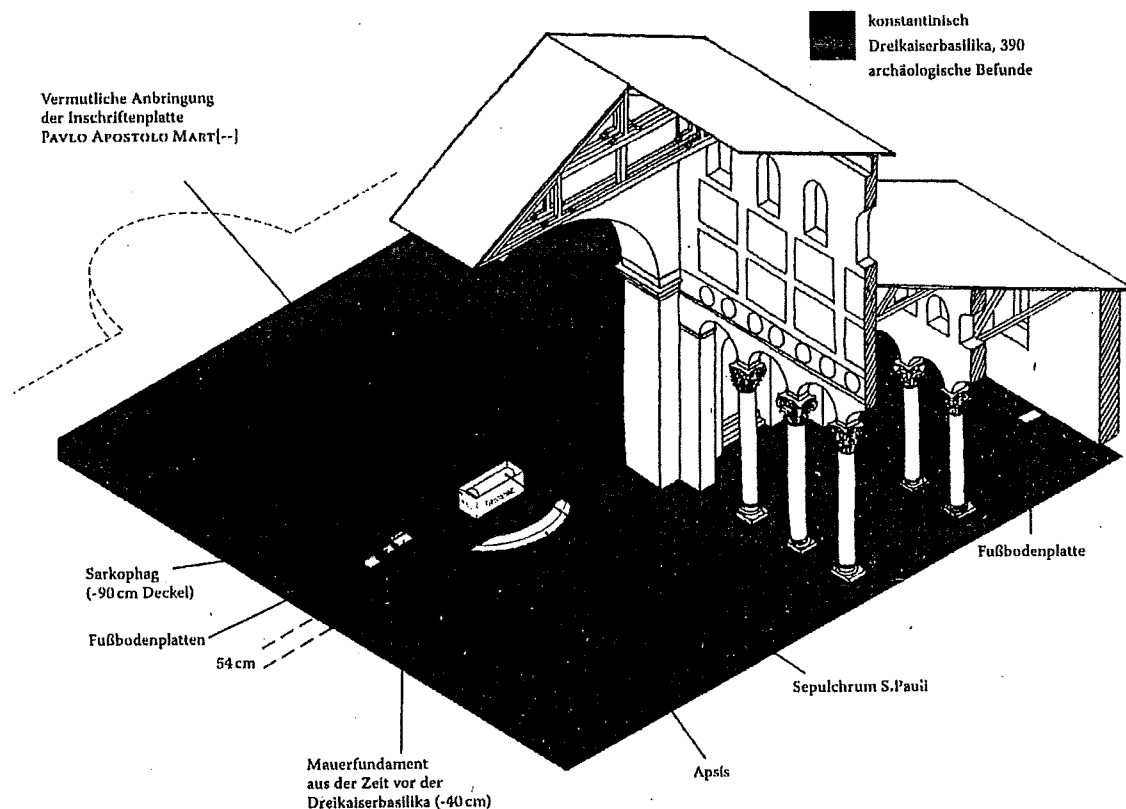 konstantinisch
Dreikaiserbasilika, 390
archäologische Befunde
Vermutliche Anbringung
der Inschriftenplatte
PAVLO APOSTOLO MART[--]
Sarkophag
(-90 cm Deckel)
Fußbodenplatten
54 cm
Mauerfundament
aus der Zeit vor der
Dreikaiserbasilika (-40 cm)
Apsis
Sepulchrum S.Pauli
Fußbodenplatte